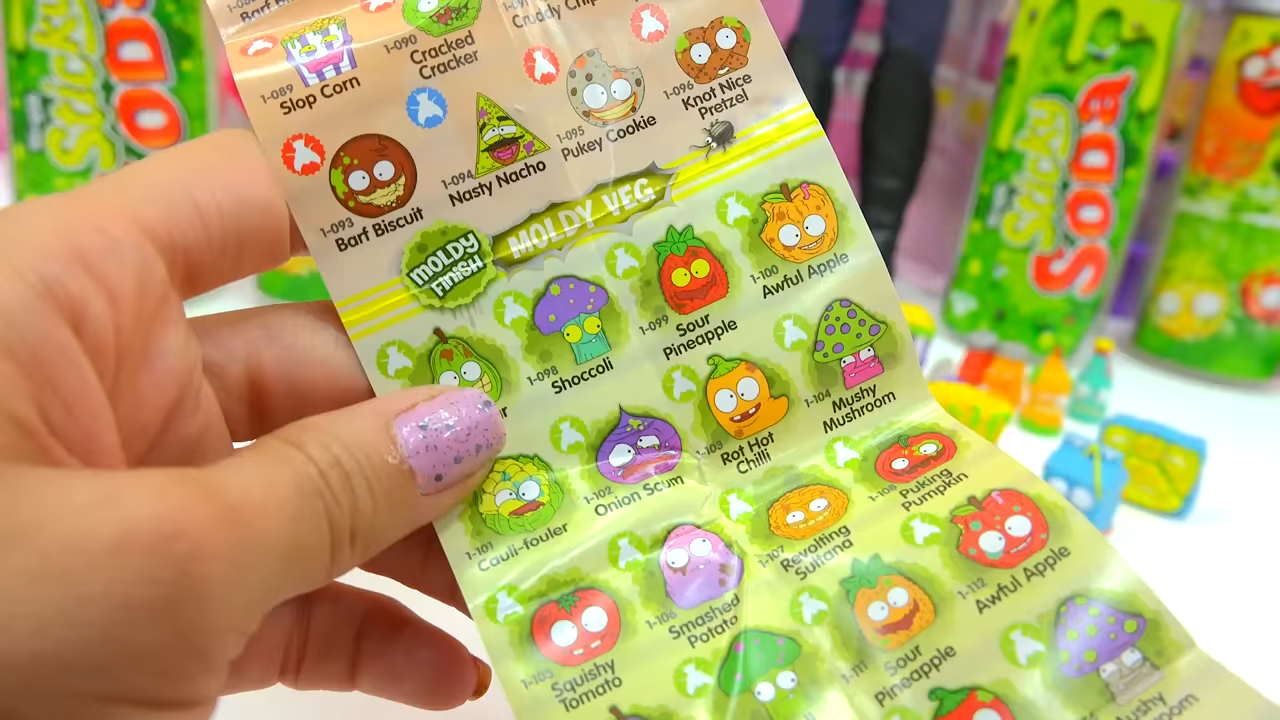 Sticky
SODA
1-089
Slop Corn
1-090
Cracked
Cracker
1-093
Barf Biscuit
1-094
Nasty Nacho
1-095
Pukey Cookie
1-096
Knot Nice
Pretzel
MOLDY
FiNiSH
MOLDY VEG
1-098
Shoccoli
1-099
Sour
Pineapple
1-100
Awful Apple
1-101
Cauli-fouler
1-102
Onion Scum
1-103
Rot Hot
Chilli
1-104
Mushy
Mushroom
1-105
Squishy
Tomato
1-106
Smashed
Potato
1-107
Revolting
Sultana
1-108
Puking
Pumpkin
Sour
Pineapple
1-112
Awful Apple
Sticky
SODA